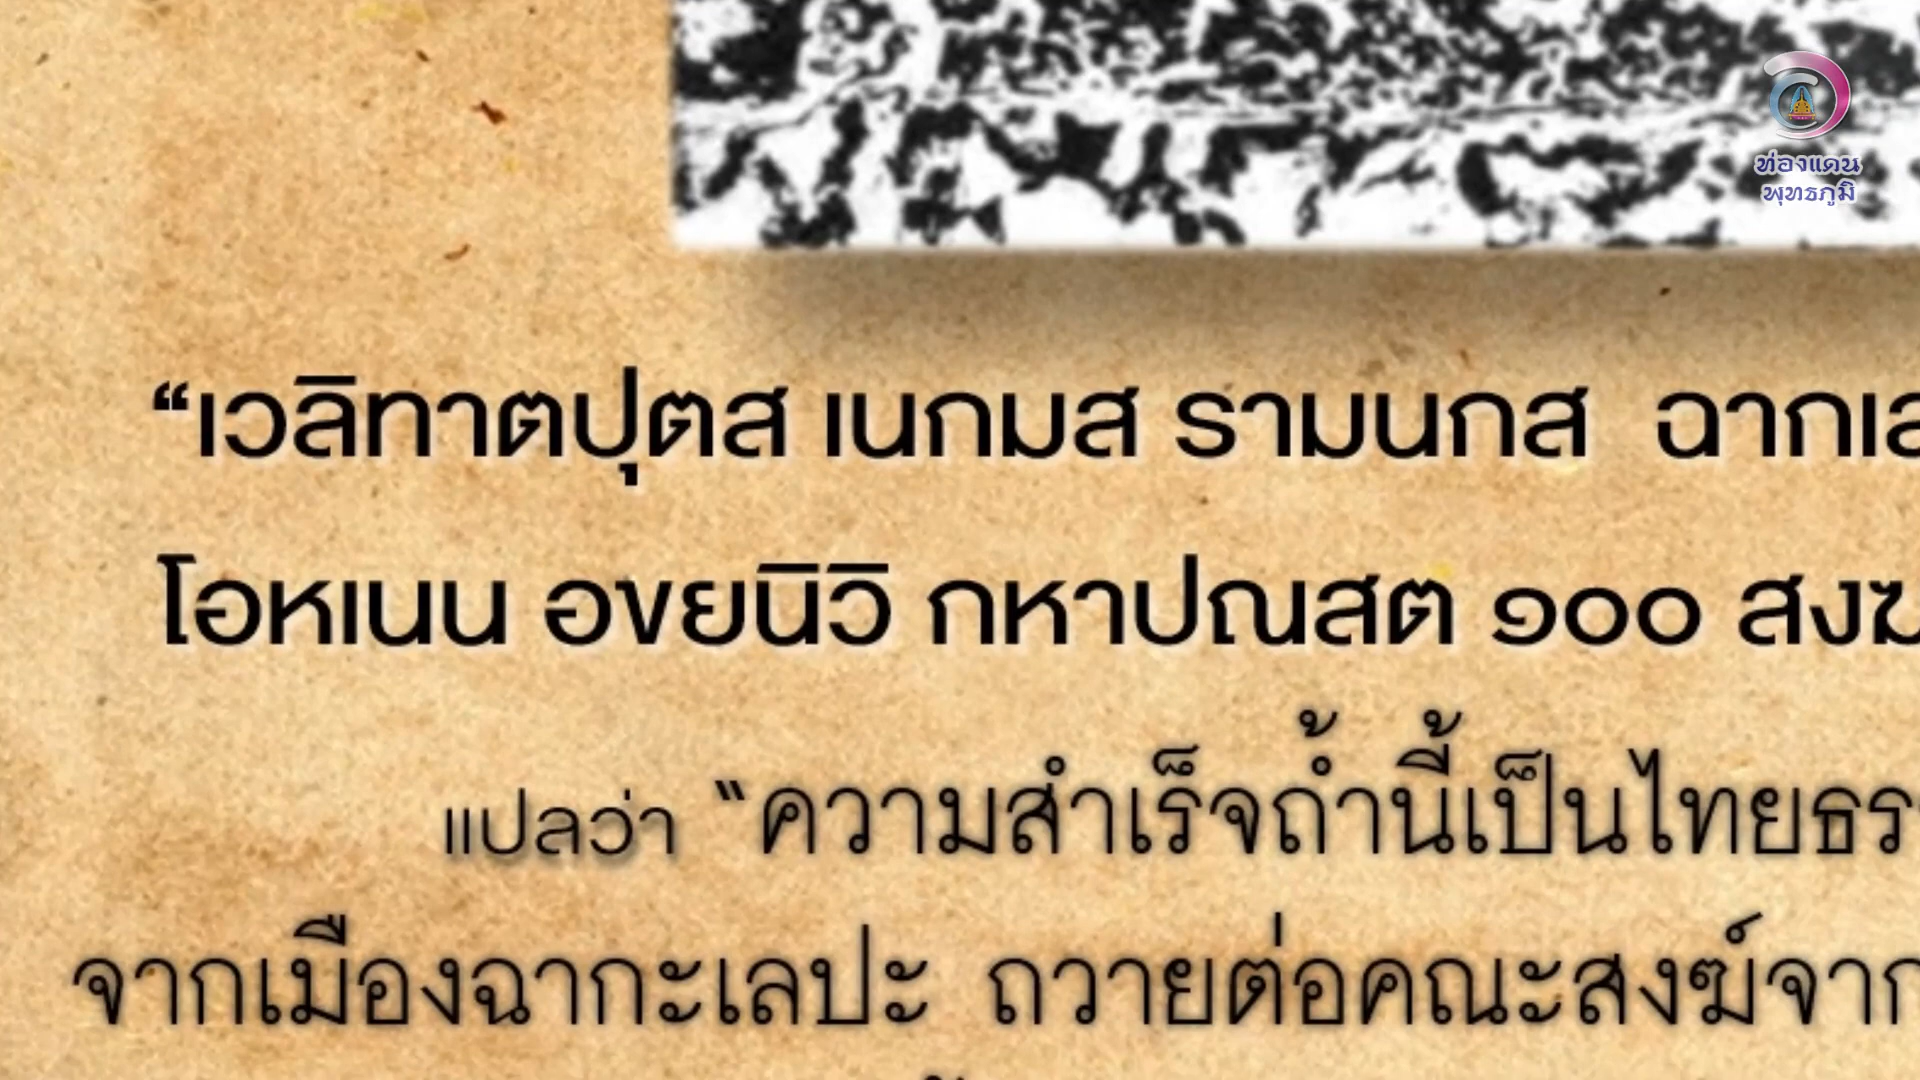 ท่องแดน
พุทธภูมิ
“เวลิทาตปุตส เนกมส รามนกส ฉากเล
โอหเนน อขยนิวิ กหาปณสต ๑๐๐ สงฆ
แปลว่า “ความสำเร็จถ้ำนี้เป็นไทยธร
จากเมืองฉากะเลปะ ถวายต่อคณะสงฆ์จาก